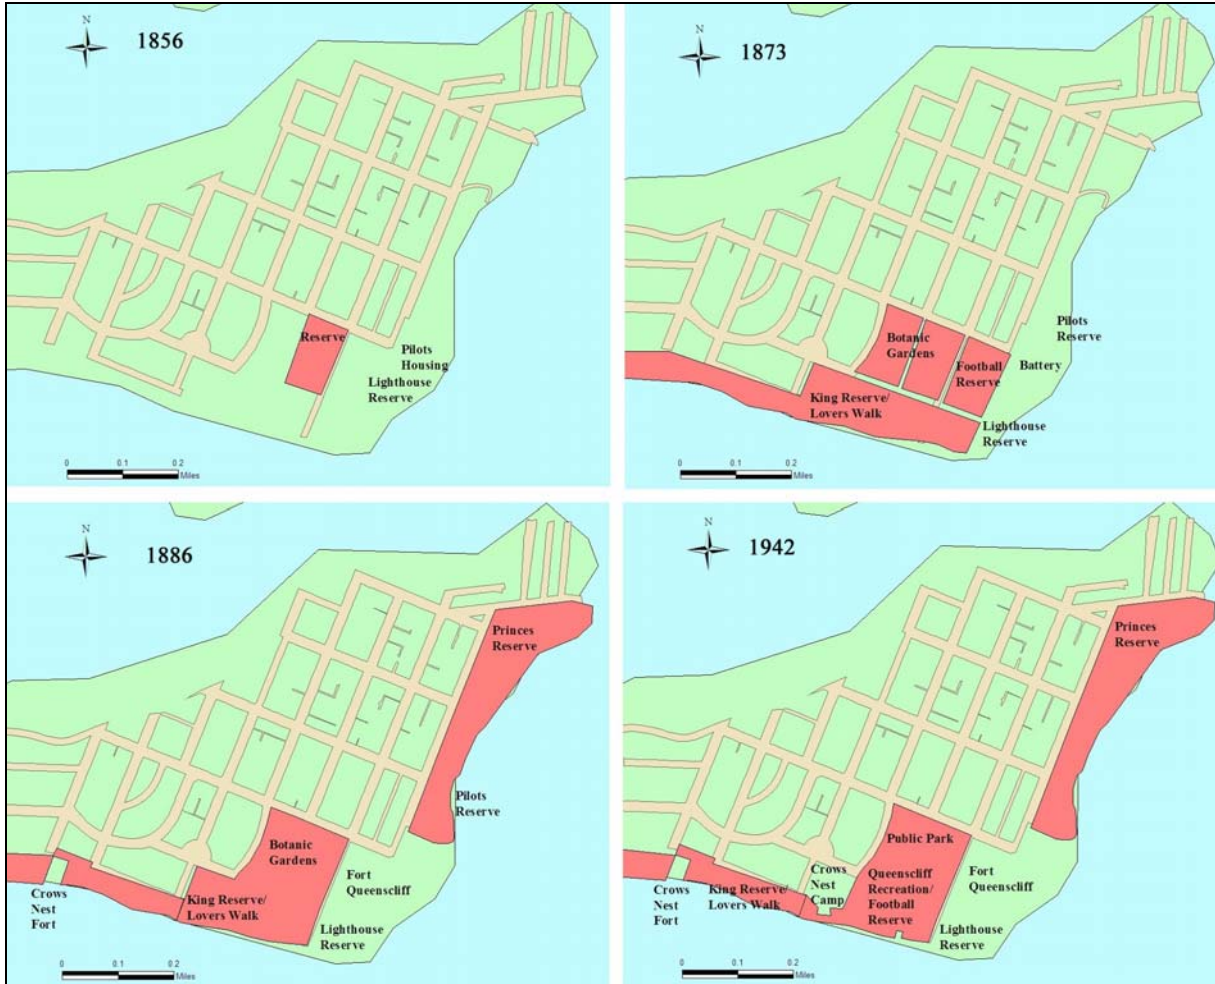 N
1856
Reserve
Pilots
Housing
Lighthouse
Reserve
0 0.1 0.2
Miles
N
1873
Botanic
Gardens
Football
Reserve
Pilots
Reserve
Battery
King Reserve/
Lovers Walk
Lighthouse
Reserve
0 0.1 0.2
Miles
N
1886
Princes
Reserve
Pilots
Reserve
Botanic
Gardens
Fort
Queenscliff
Crows
Nest
Fort
King Reserve/
Lovers Walk
Lighthouse
Reserve
0 0.1 0.2
Miles
N
1942
Princes
Reserve
Public Park
Crows
Nest
Camp
Queenscliff
Recreation/
Football
Reserve
Fort
Queenscliff
Crows
Nest
Fort
King Reserve/
Lovers Walk
Lighthouse
Reserve
0 0.1 0.2
Miles